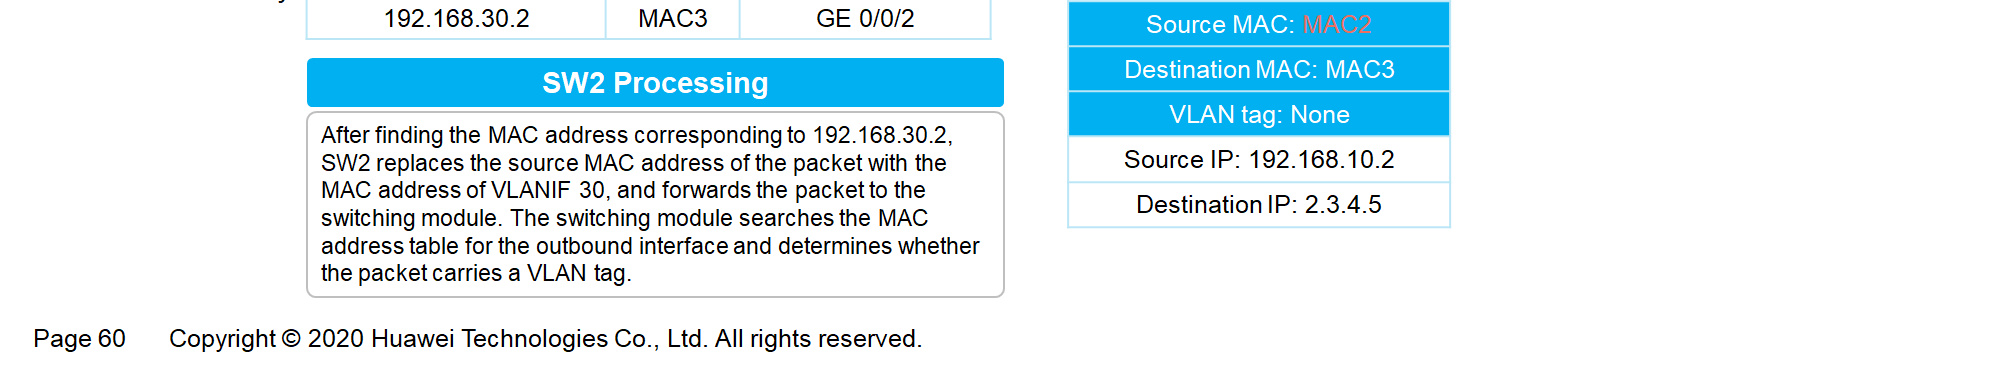 192.168.30.2 MAC3 GE 0/0/2
SW2 Processing
After finding the MAC address corresponding to 192.168.30.2,
SW2 replaces the source MAC address of the packet with the
MAC address of VLANIF 30, and forwards the packet to the
switching module. The switching module searches the MAC
address table for the outbound interface and determines whether
the packet carries a VLAN tag.
Source MAC: MAC2
Destination MAC: MAC3
VLAN tag: None
Source IP: 192.168.10.2
Destination IP: 2.3.4.5
Page 60 Copyright © 2020 Huawei Technologies Co., Ltd. All rights reserved.